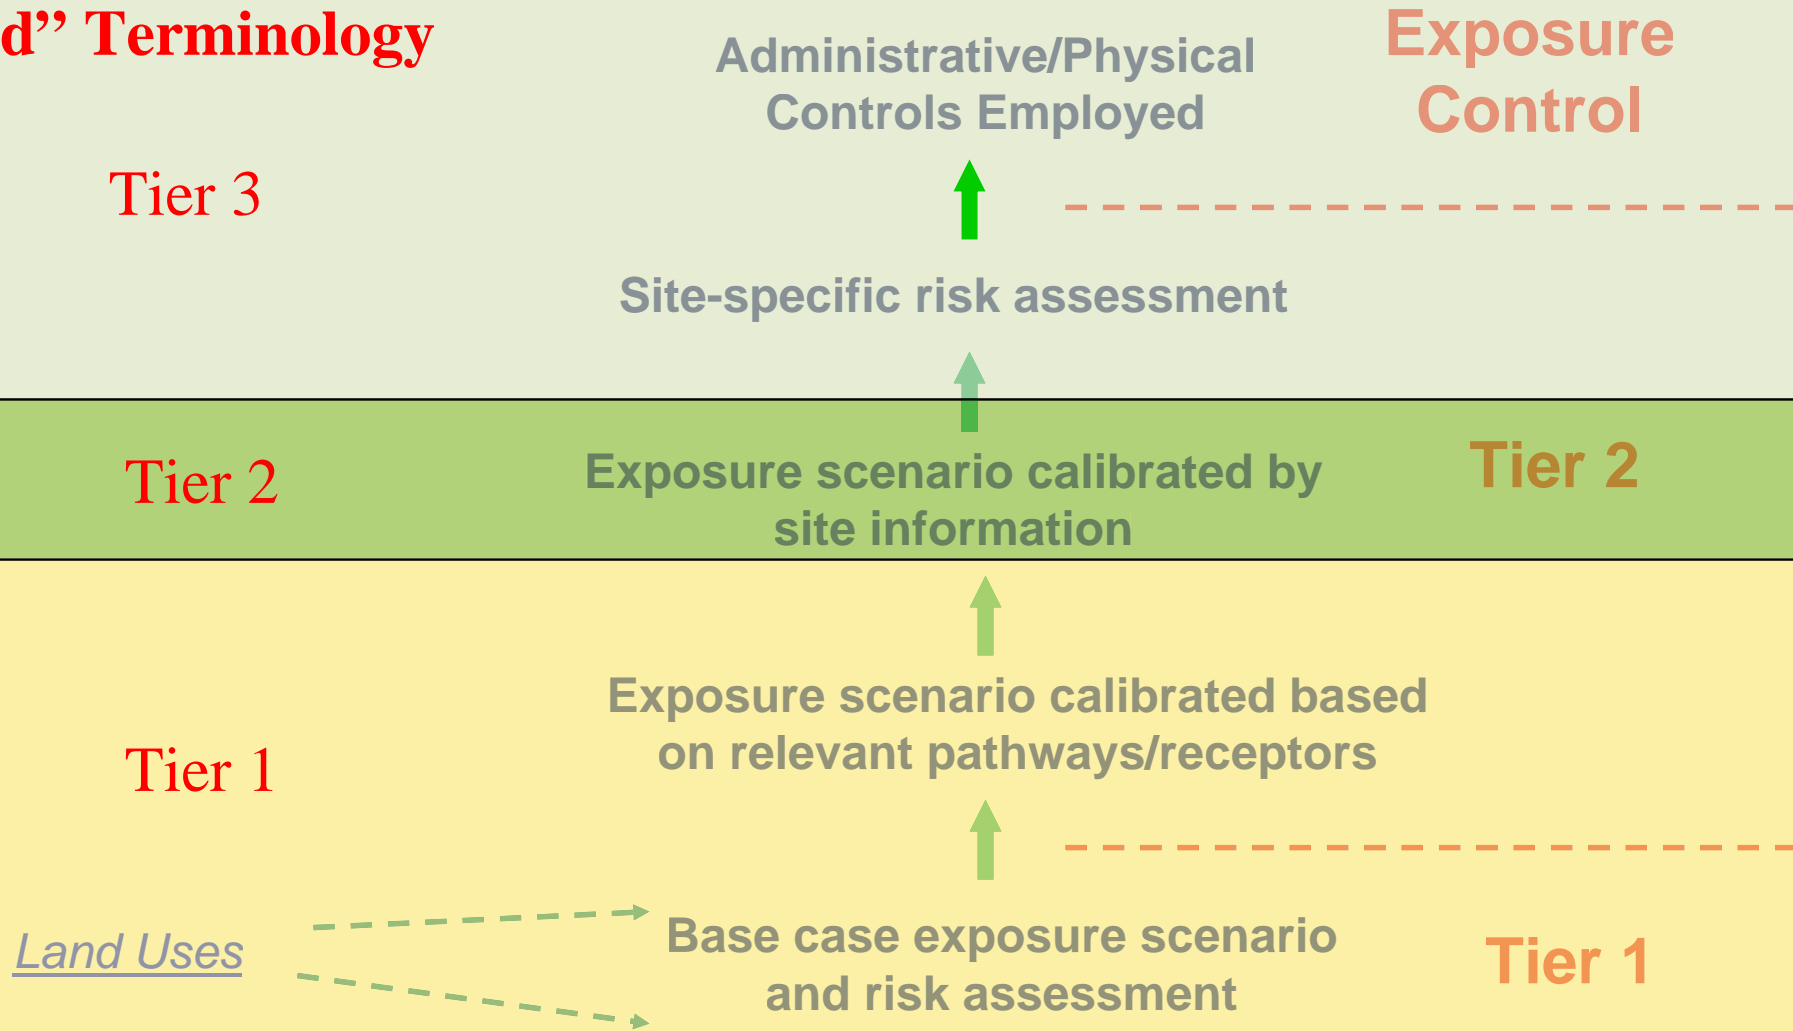 d” Terminology
Administrative/Physical
Controls Employed
Exposure
Control
Tier 3
Site-specific risk assessment
Tier 2
Exposure scenario calibrated by
site information
Tier 2
Exposure scenario calibrated based
on relevant pathways/receptors
Tier 1
Land Uses
Base case exposure scenario
and risk assessment
Tier 1